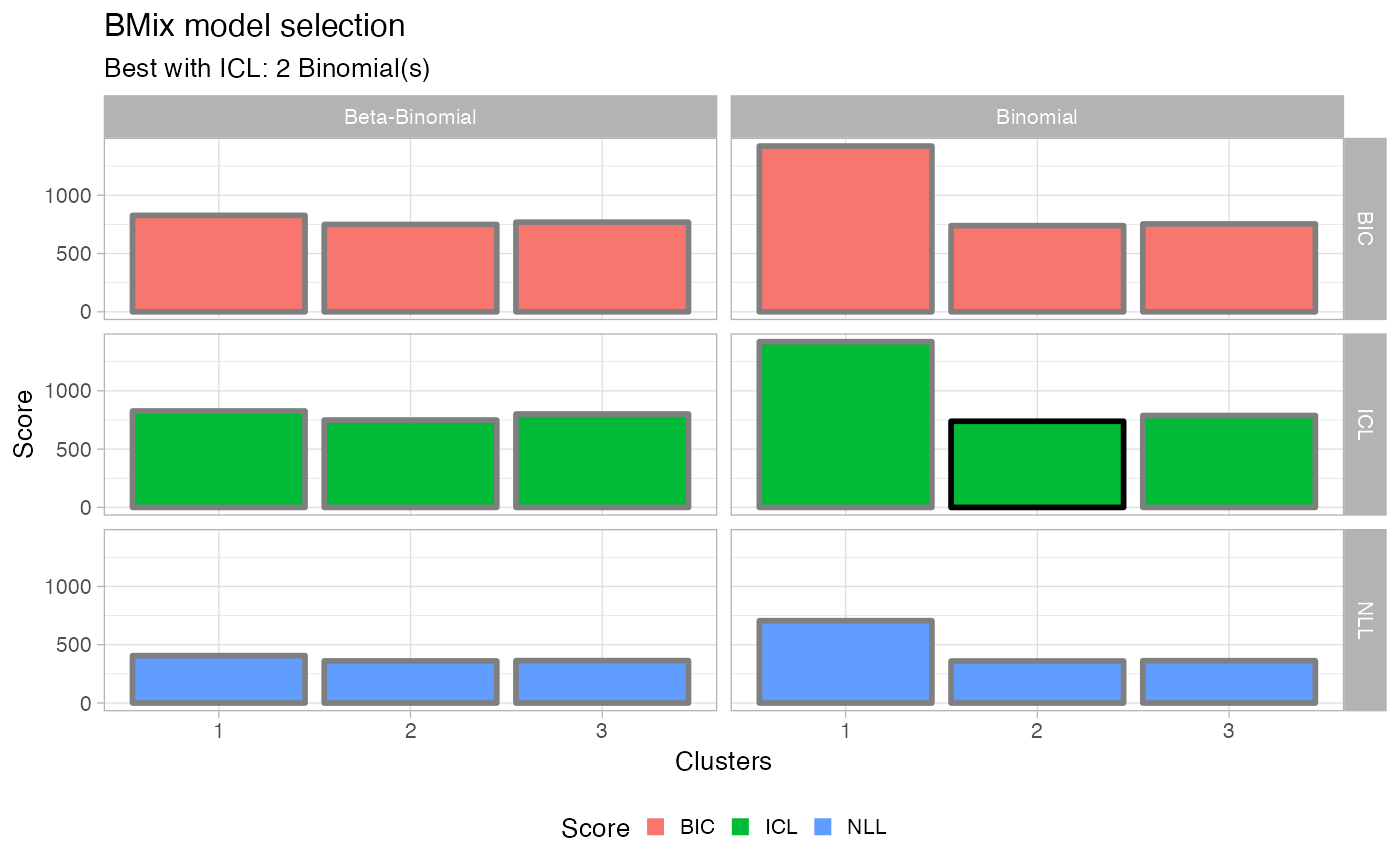 BMix model selection
Best with ICL: 2 Binomial(s)
Beta-Binomial
Binomial
1000
500
0
BIC
1000
500
0
ICL
1000
500
0
NLL
Score
1
2
3
1
2
3
Clusters
Score BIC ICL NLL